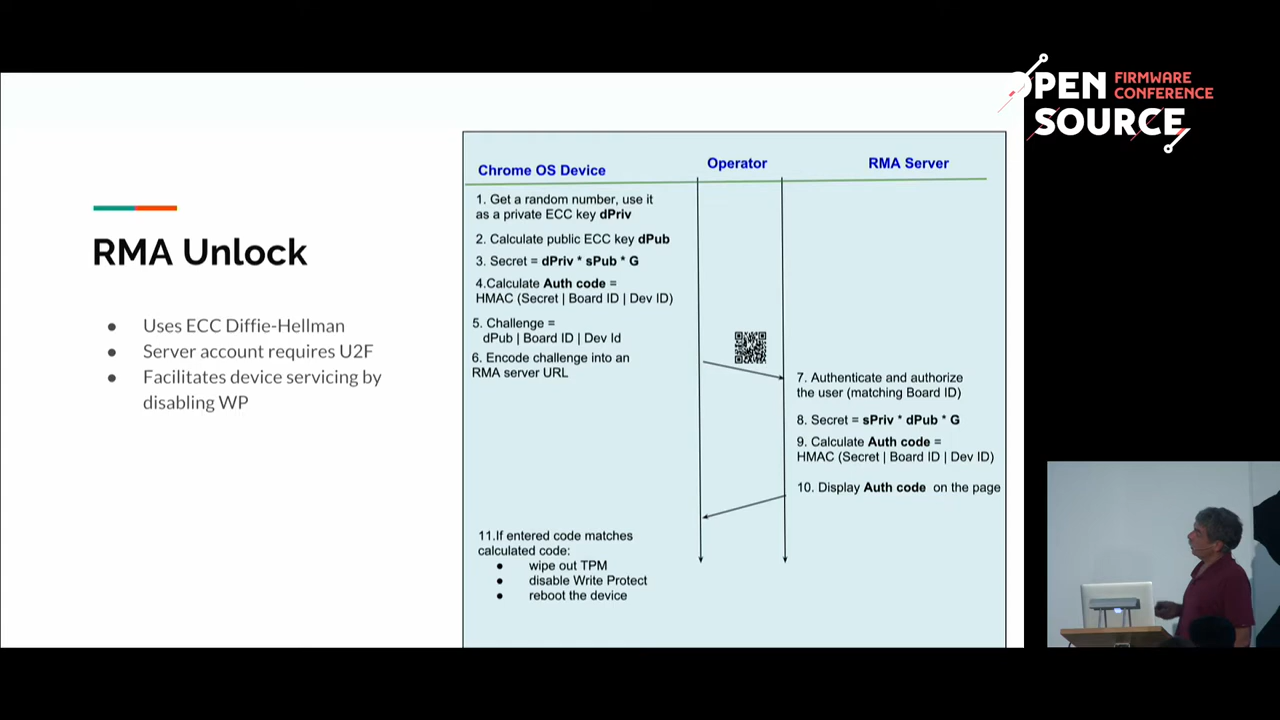 OPEN FIRMWARE
CONFERENCE
SOURCE
RMA Unlock
● Uses ECC Diffie-Hellman
● Server account requires U2F
● Facilitates device servicing by
disabling WP
Chrome OS Device
Operator
RMA Server
1. Get a random number, use it
as a private ECC key dPriv
2. Calculate public ECC key dPub
3. Secret = dPriv * sPub * G
4.Calculate Auth code =
HMAC (Secret | Board ID | Dev ID)
5. Challenge =
dPub | Board ID | Dev Id
6. Encode challenge into an
RMA server URL
7. Authenticate and authorize
the user (matching Board ID)
8. Secret = sPriv * dPub * G
9. Calculate Auth code =
HMAC (Secret | Board ID | Dev ID)
10. Display Auth code on the page
11.If entered code matches
calculated code:
● wipe out TPM
● disable Write Protect
● reboot the device